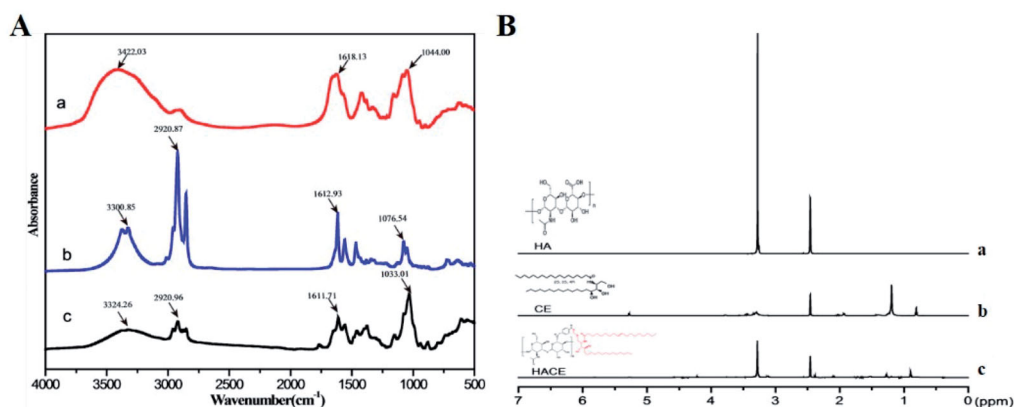 A
3422.03
1618.13
1044.00
a
2920.87
3300.85
1612.93
1076.54
b
1033.01
3324.26
2920.96
1611.71
c
Absorbance
4000 3500 3000 2500 2000 1500 1000 500
Wavenumber(cm-1)
B
HA
a
CE
b
HACE
c
7 6 5 4 3 2 1 0 (ppm)